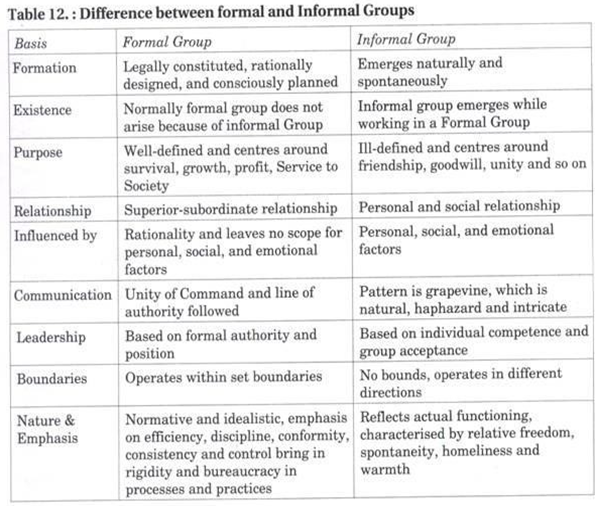 Table 12. : Difference between formal and Informal Groups
Basis Formal Group Informal Group
Formation Legally constituted, rationally Emerges naturally and
designed, and consciously planned spontaneously
Existence Normally formal group does not Informal group emerges while
arise because of informal Group working in a Formal Group
Purpose Well-defined and centres around Ill-defined and centres around
survival, growth, profit, Service to friendship, goodwill, unity and so on
Society
Relationship Superior-subordinate relationship Personal and social relationship
Influenced by Rationality and leaves no scope for Personal, social, and emotional
personal, social, and emotional factors
factors
Communication Unity of Command and line of Pattern is grapevine, which is
authority followed natural, haphazard and intricate
Leadership Based on formal authority and Based on individual competence and
position group acceptance
Boundaries Operates within set boundaries No bounds, operates in different
directions
Nature & Normative and idealistic, emphasis Reflects actual functioning,
Emphasis on efficiency, discipline, conformity, characterised by relative freedom,
consistency and control bring in spontaneity, homeliness and
rigidity and bureaucracy in warmth
processes and practices